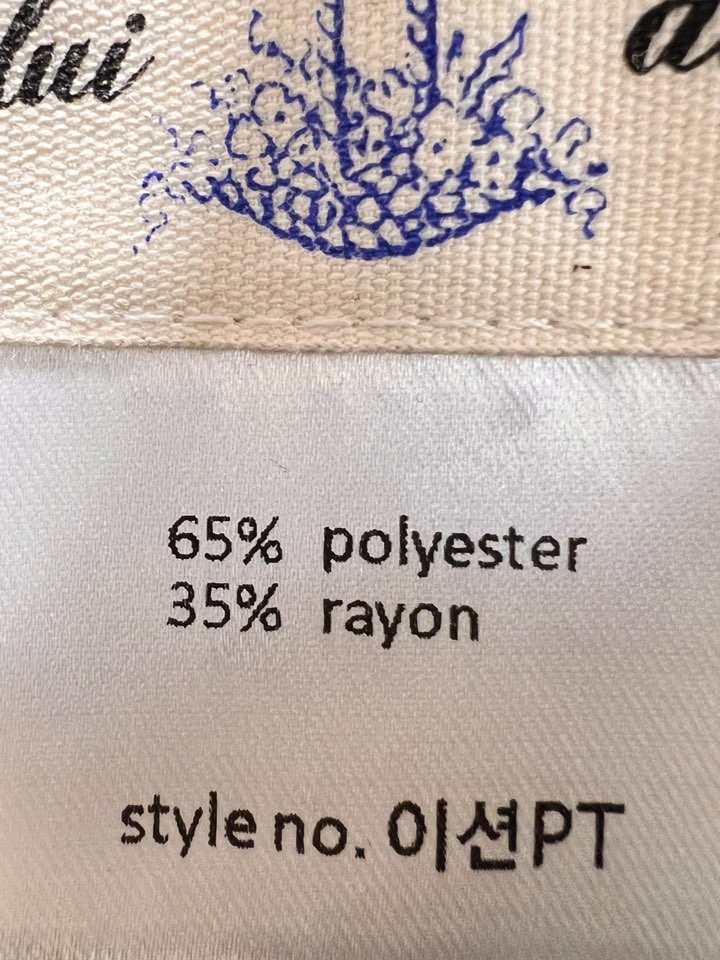 65% polyester
35% rayon
style no. 이션PT